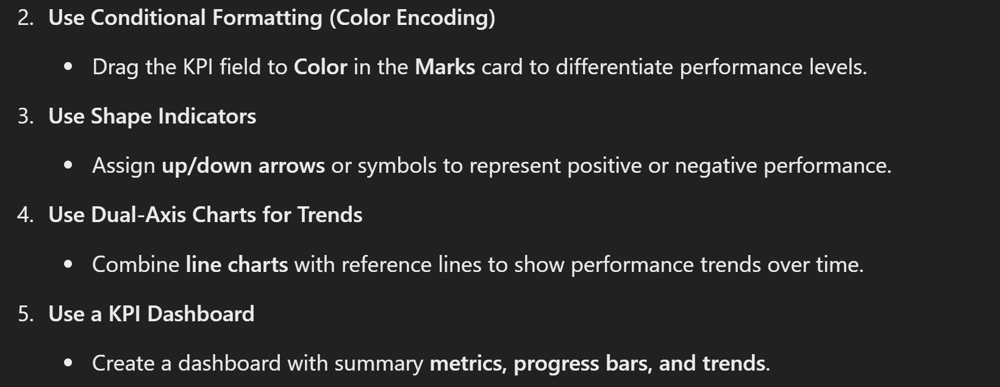 2. Use Conditional Formatting (Color Encoding)
• Drag the KPI field to Color in the Marks card to differentiate performance levels.
3. Use Shape Indicators
• Assign up/down arrows or symbols to represent positive or negative performance.
4. Use Dual-Axis Charts for Trends
• Combine line charts with reference lines to show performance trends over time.
5. Use a KPI Dashboard
• Create a dashboard with summary metrics, progress bars, and trends.